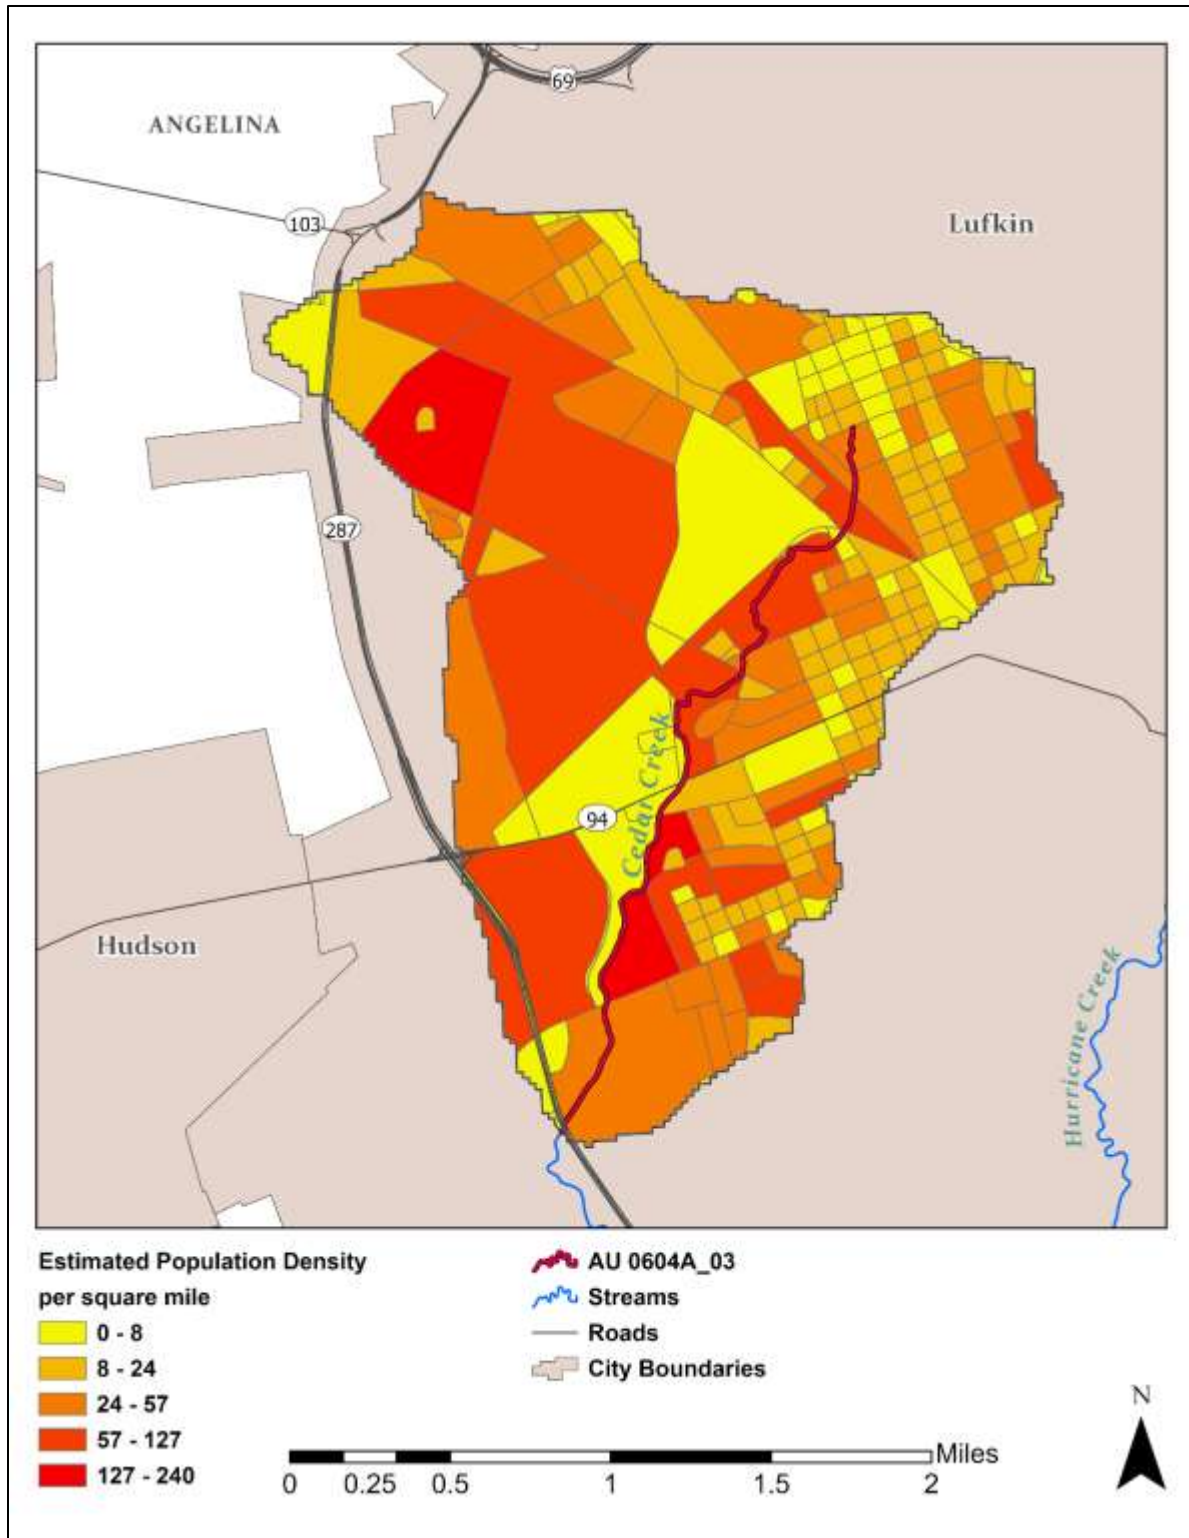 69
ANGELINA
103
Lufkin
287
Cedar Creek
94
Hudson
Hurricane Creek
Estimated Population Density
per square mile
0 - 8
8 - 24
24 - 57
57 - 127
127 - 240
AU 0604A_03
Streams
Roads
City Boundaries
N
Miles
0 0.25 0.5 1 1.5 2